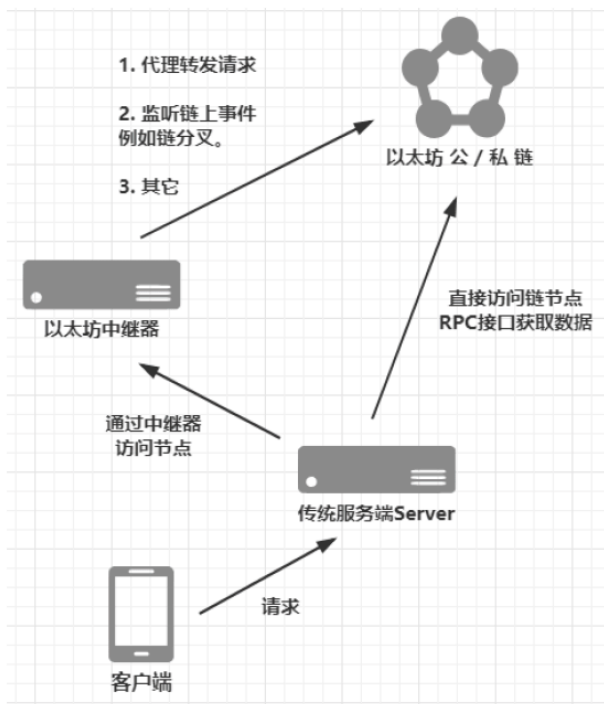 1. 代理转发请求
2. 监听链上事件
例如链分叉。
3. 其它
以太坊 公 / 私 链
以太坊中继器
直接访问链节点
RPC接口获取数据
通过中继器
访问节点
传统服务端Server
请求
客户端